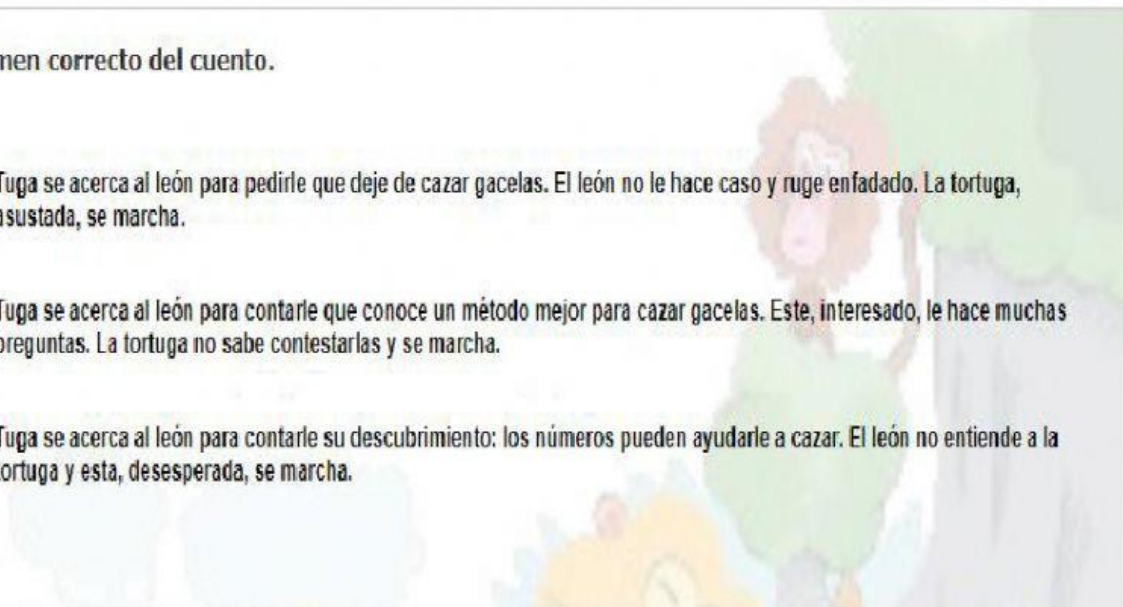 men correcto del cuento.
Tuga se acerca al león para pedirle que deje de cazar gacelas. El león no le hace caso y ruge enfadado. La tortuga,
asustada, se marcha.
Tuga se acerca al león para contarle que conoce un método mejor para cazar gacelas. Este, interesado, le hace muchas
preguntas. La tortuga no sabe contestarlas y se marcha.
Tuga se acerca al león para contarle su descubrimiento: los números pueden ayudarle a cazar. El león no entiende a la
tortuga y esta, desesperada, se marcha.